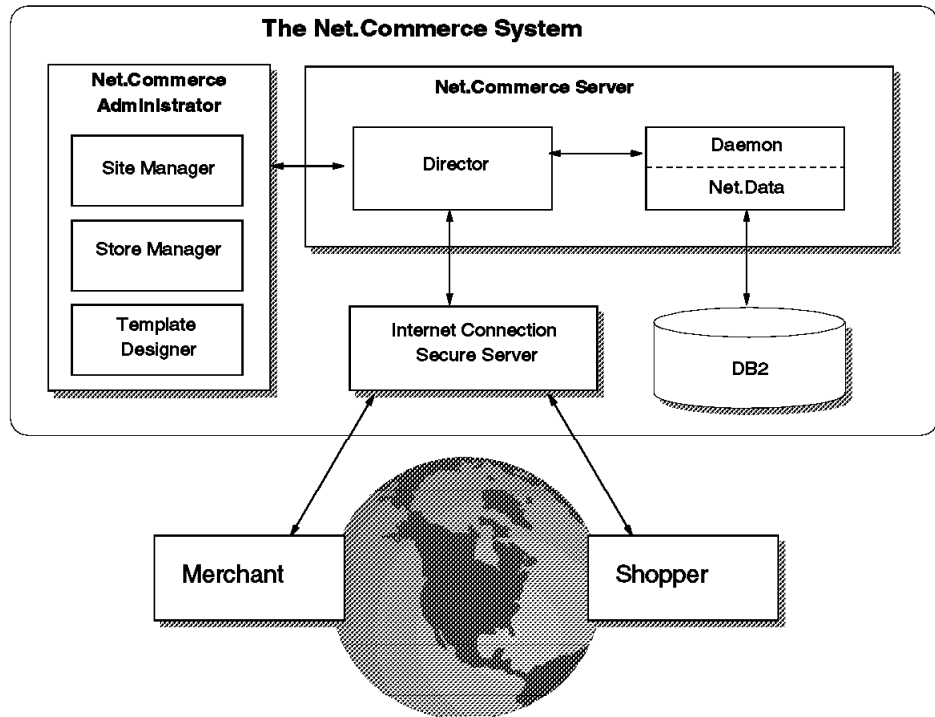 The Net.Commerce System
Net.Commerce
Administrator
Site Manager
Store Manager
Template
Designer
Net.Commerce Server
Director
Daemon
Net.Data
Internet Connection
Secure Server
DB2
Merchant
Shopper